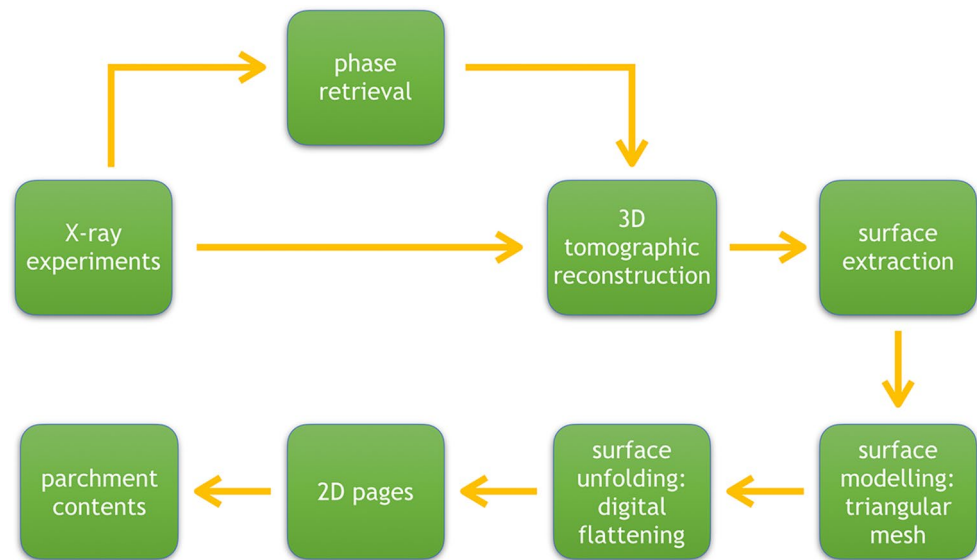 phase
retrieval
X-ray
experiments
3D
tomographic
reconstruction
surface
extraction
parchment
contents
2D pages
surface
unfolding:
digital
flattening
surface
modelling:
triangular
mesh